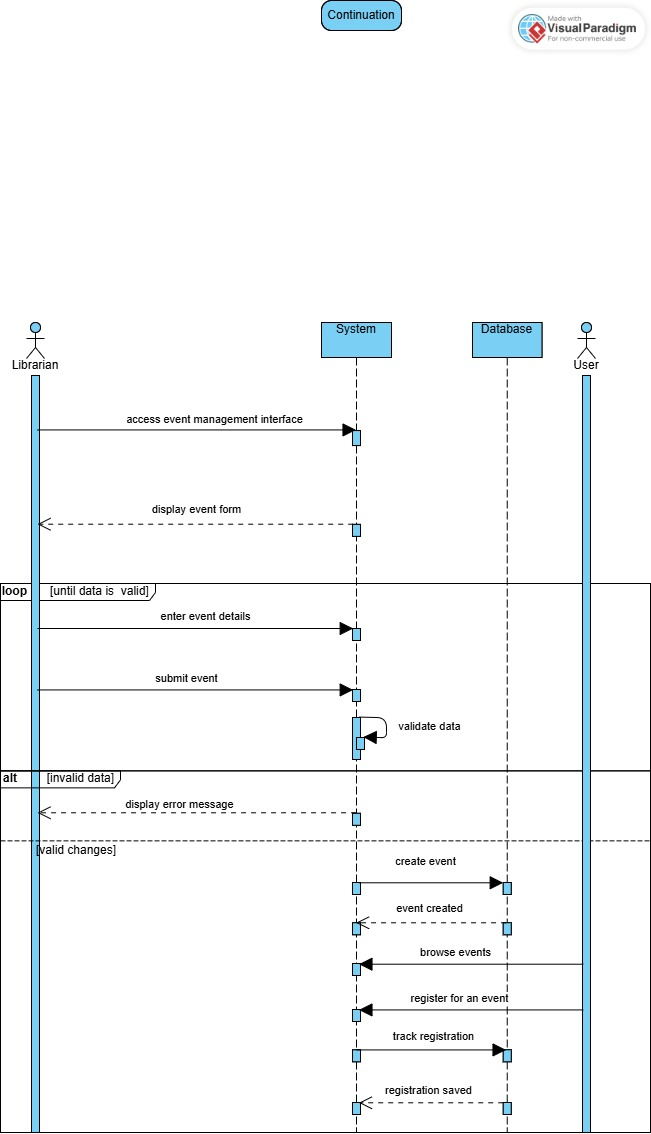 Continuation
Made with
VisualParadigm
For non-commercial use
System
Database
Librarian
User
access event management interface
display event form
loop
[until data is  valid]
enter event details
submit event
validate data
alt
[invalid data]
display error message
[valid changes]
create event
event created
browse events
register for an event
track registration
registration saved